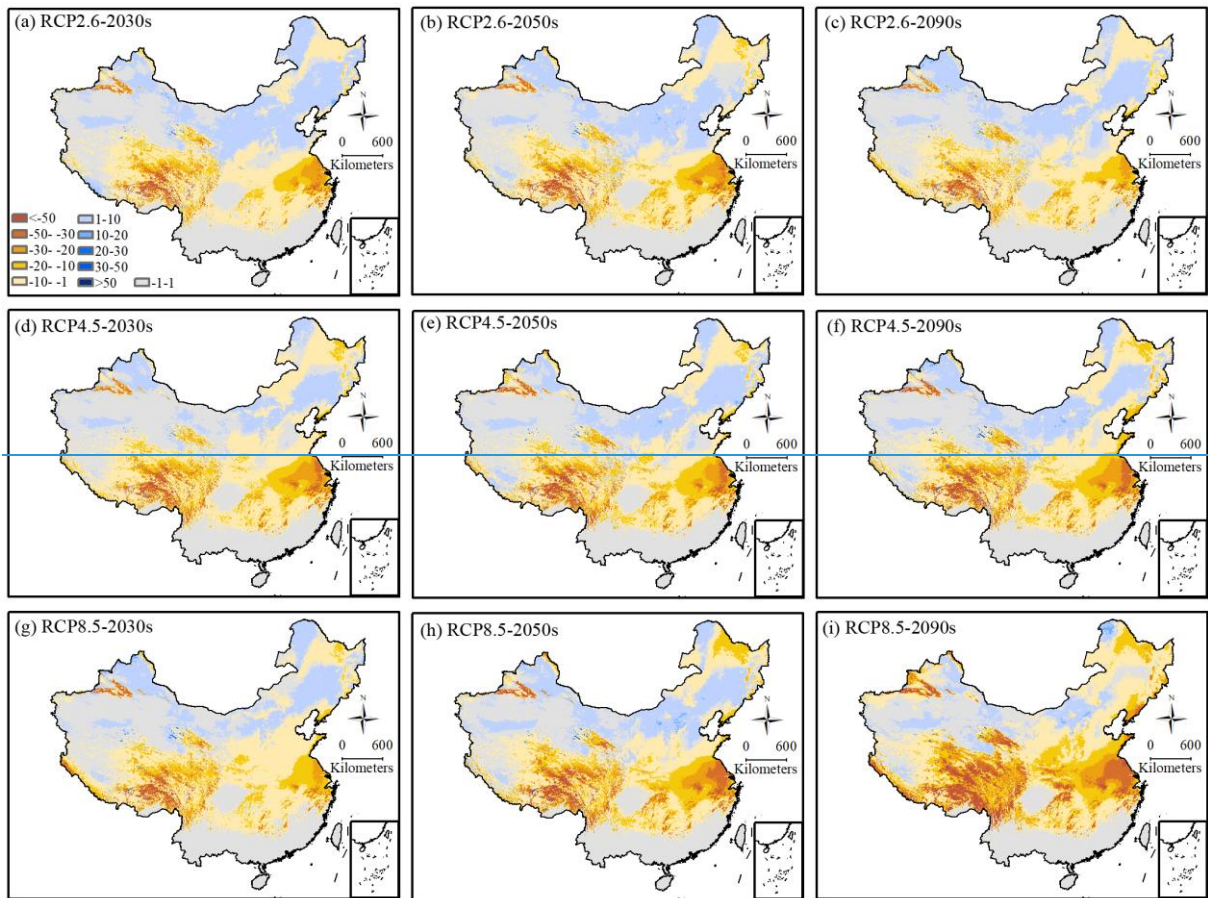 (a) RCP2.6-2030s
N
0 600
Kilometers
<-50 1-10
-50- -30 10-20
-30- -20 20-30
-20- -10 30-50
-10- -1 >50 -1-1
(b) RCP2.6-2050s
N
0 600
Kilometers
(c) RCP2.6-2090s
N
0 600
Kilometers
(d) RCP4.5-2030s
N
0 600
Kilometers
(e) RCP4.5-2050s
N
0 600
Kilometers
(f) RCP4.5-2090s
N
0 600
Kilometers
(g) RCP8.5-2030s
N
0 600
Kilometers
(h) RCP8.5-2050s
N
0 600
Kilometers
(i) RCP8.5-2090s
N
0 600
Kilometers